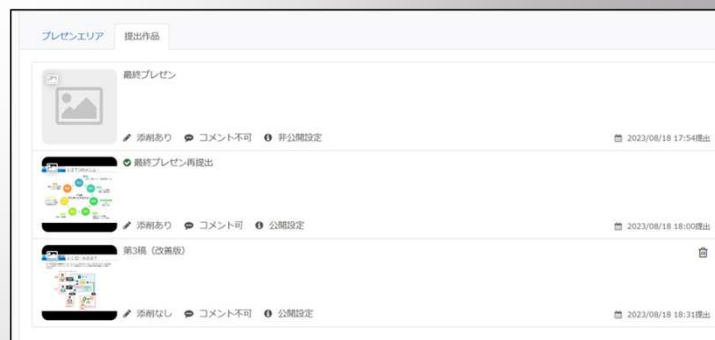 プレゼンエリア
提出作品
最終プレゼン
添削あり コメント不可 非公開設定
2023/08/18 17:54提出
最終プレゼン再提出
添削あり コメント可 公開設定
2023/08/18 18:00提出
第3稿（改善版）
添削なし コメント不可 公開設定
2023/08/18 18:31提出